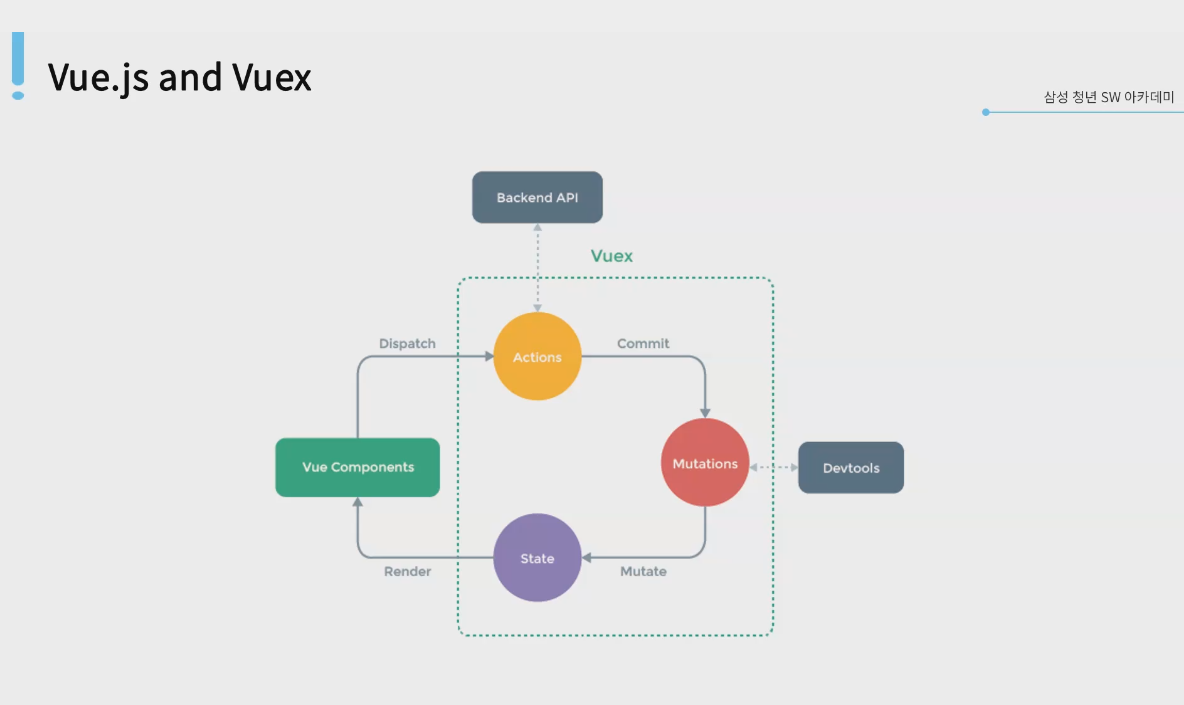 Vue.js and Vuex
삼성 청년 SW 아카데미
Backend API
Vuex
Dispatch
Actions
Commit
Vue Components
Mutations
Devtools
State
Render
Mutate